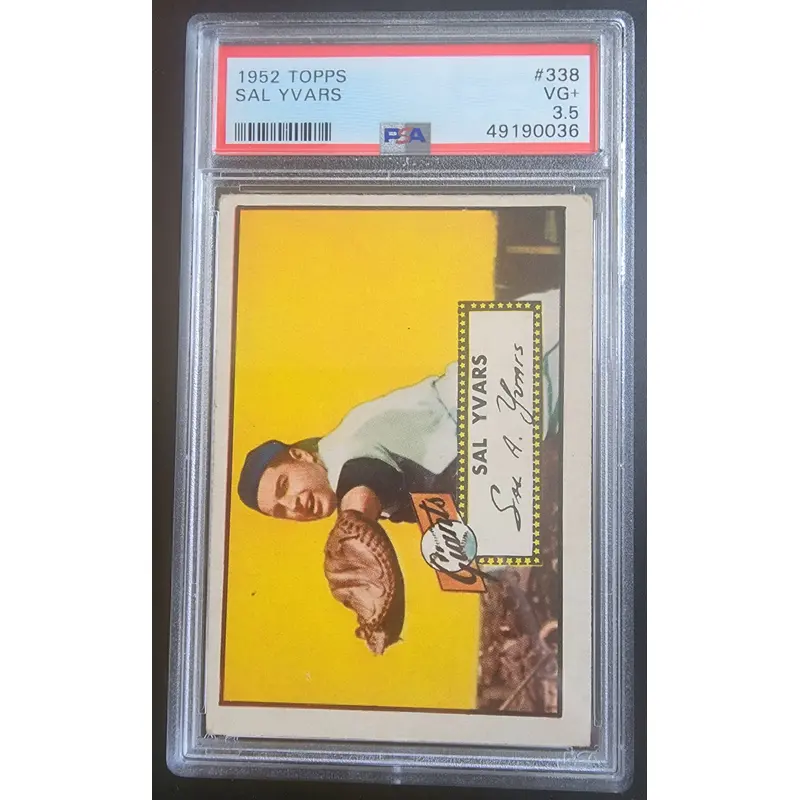 1952 TOPPS #338
SAL YVARS VG+
3.5
PSA 49190036
SAL YVARS
Sal A. Yvars
Giants